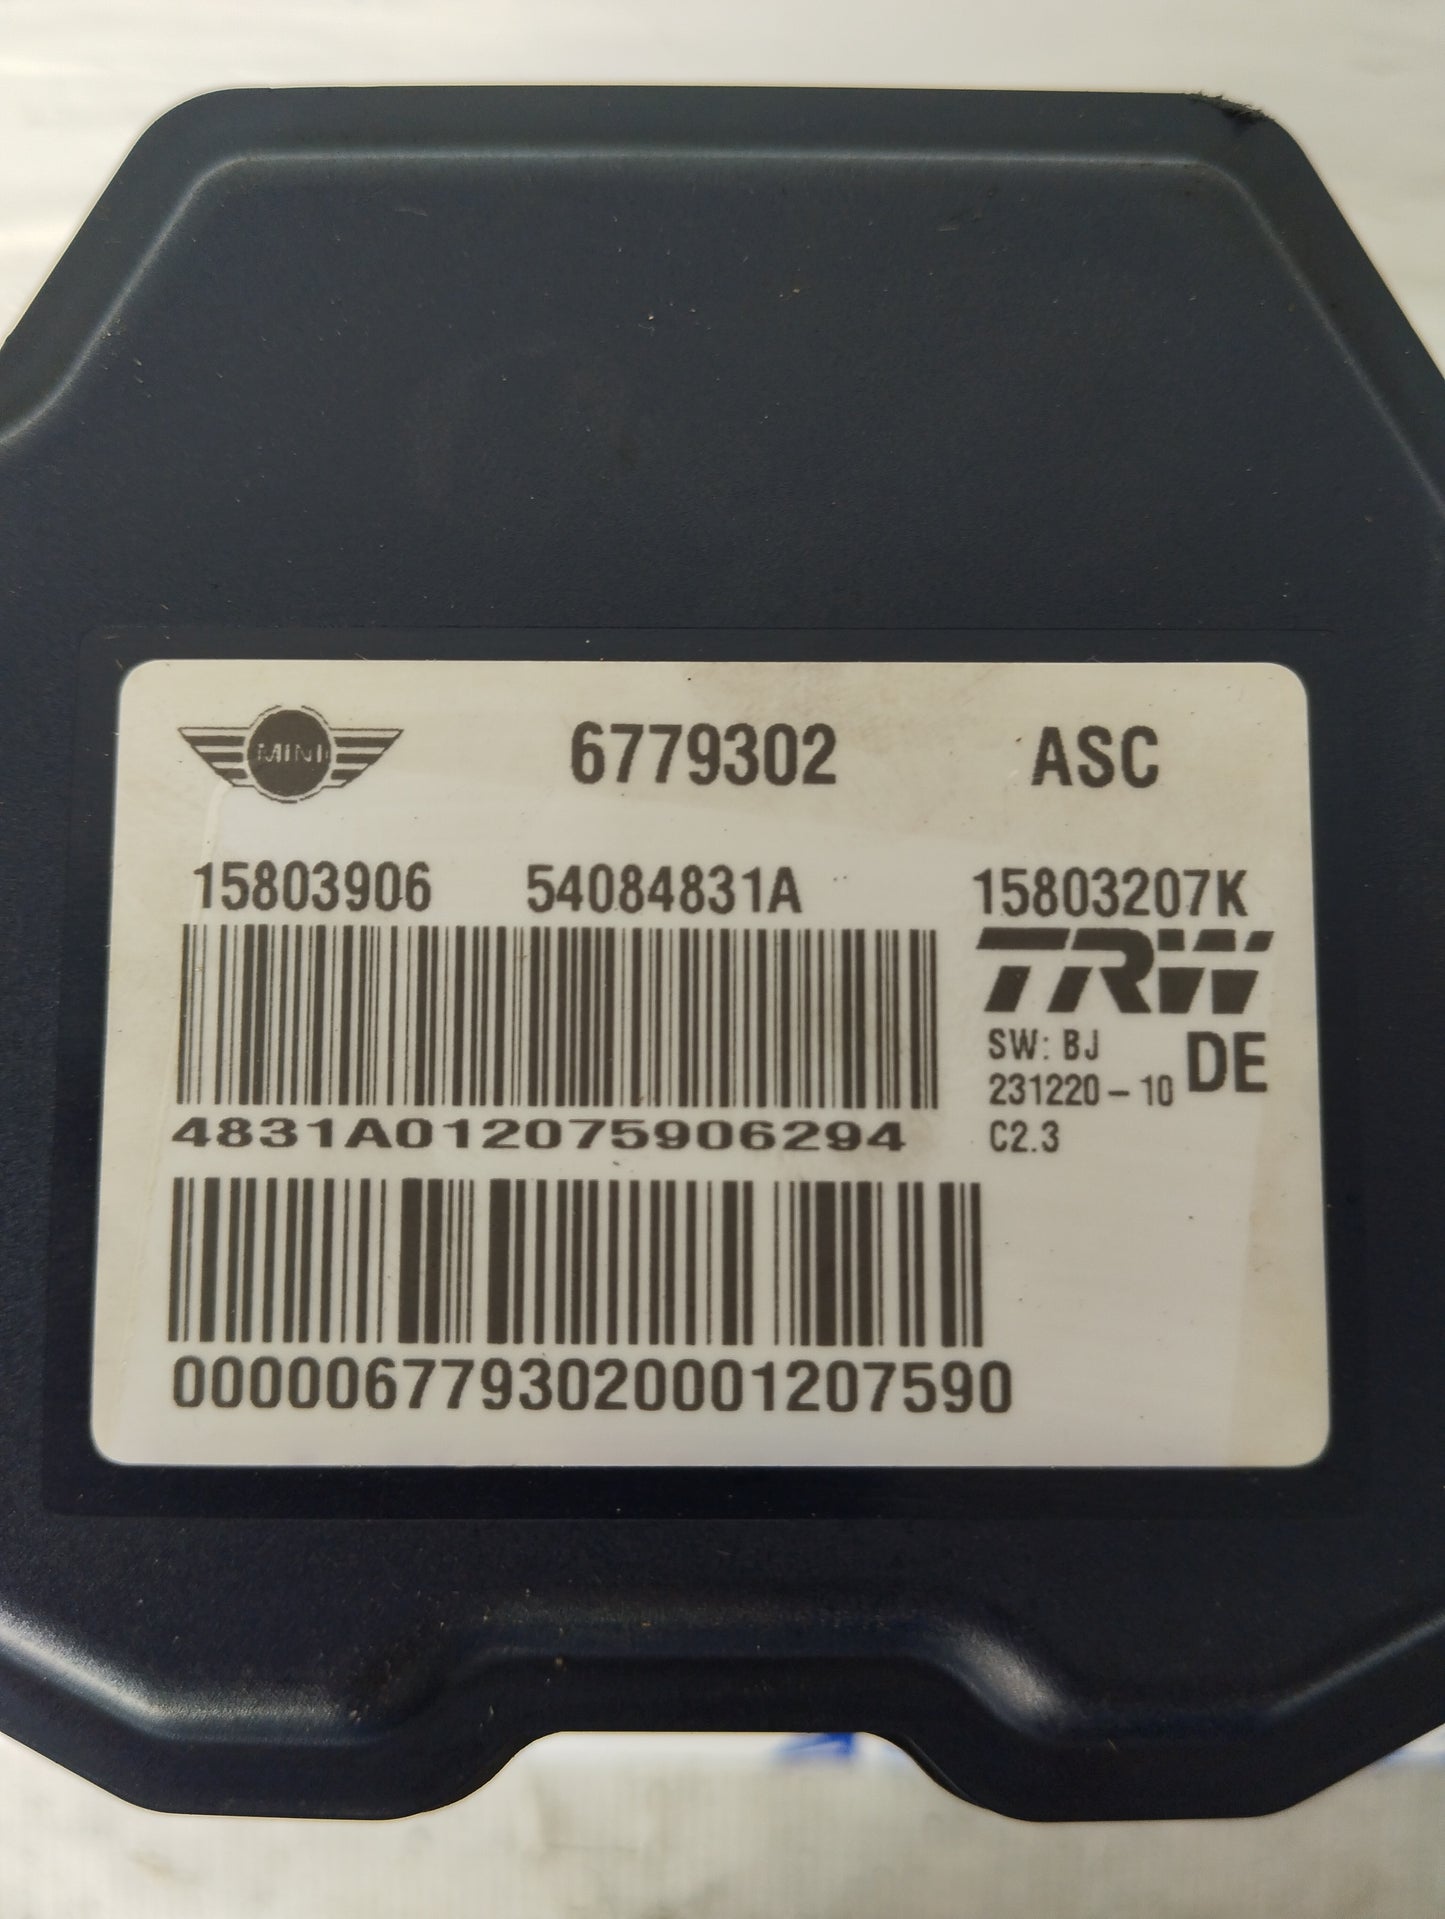 MINI 6779302 ASC
15803906 54084831A 15803207K
TRW
SW: BJ DE
231220-10
4831A012075906294 C2.3
00000677930200001207590